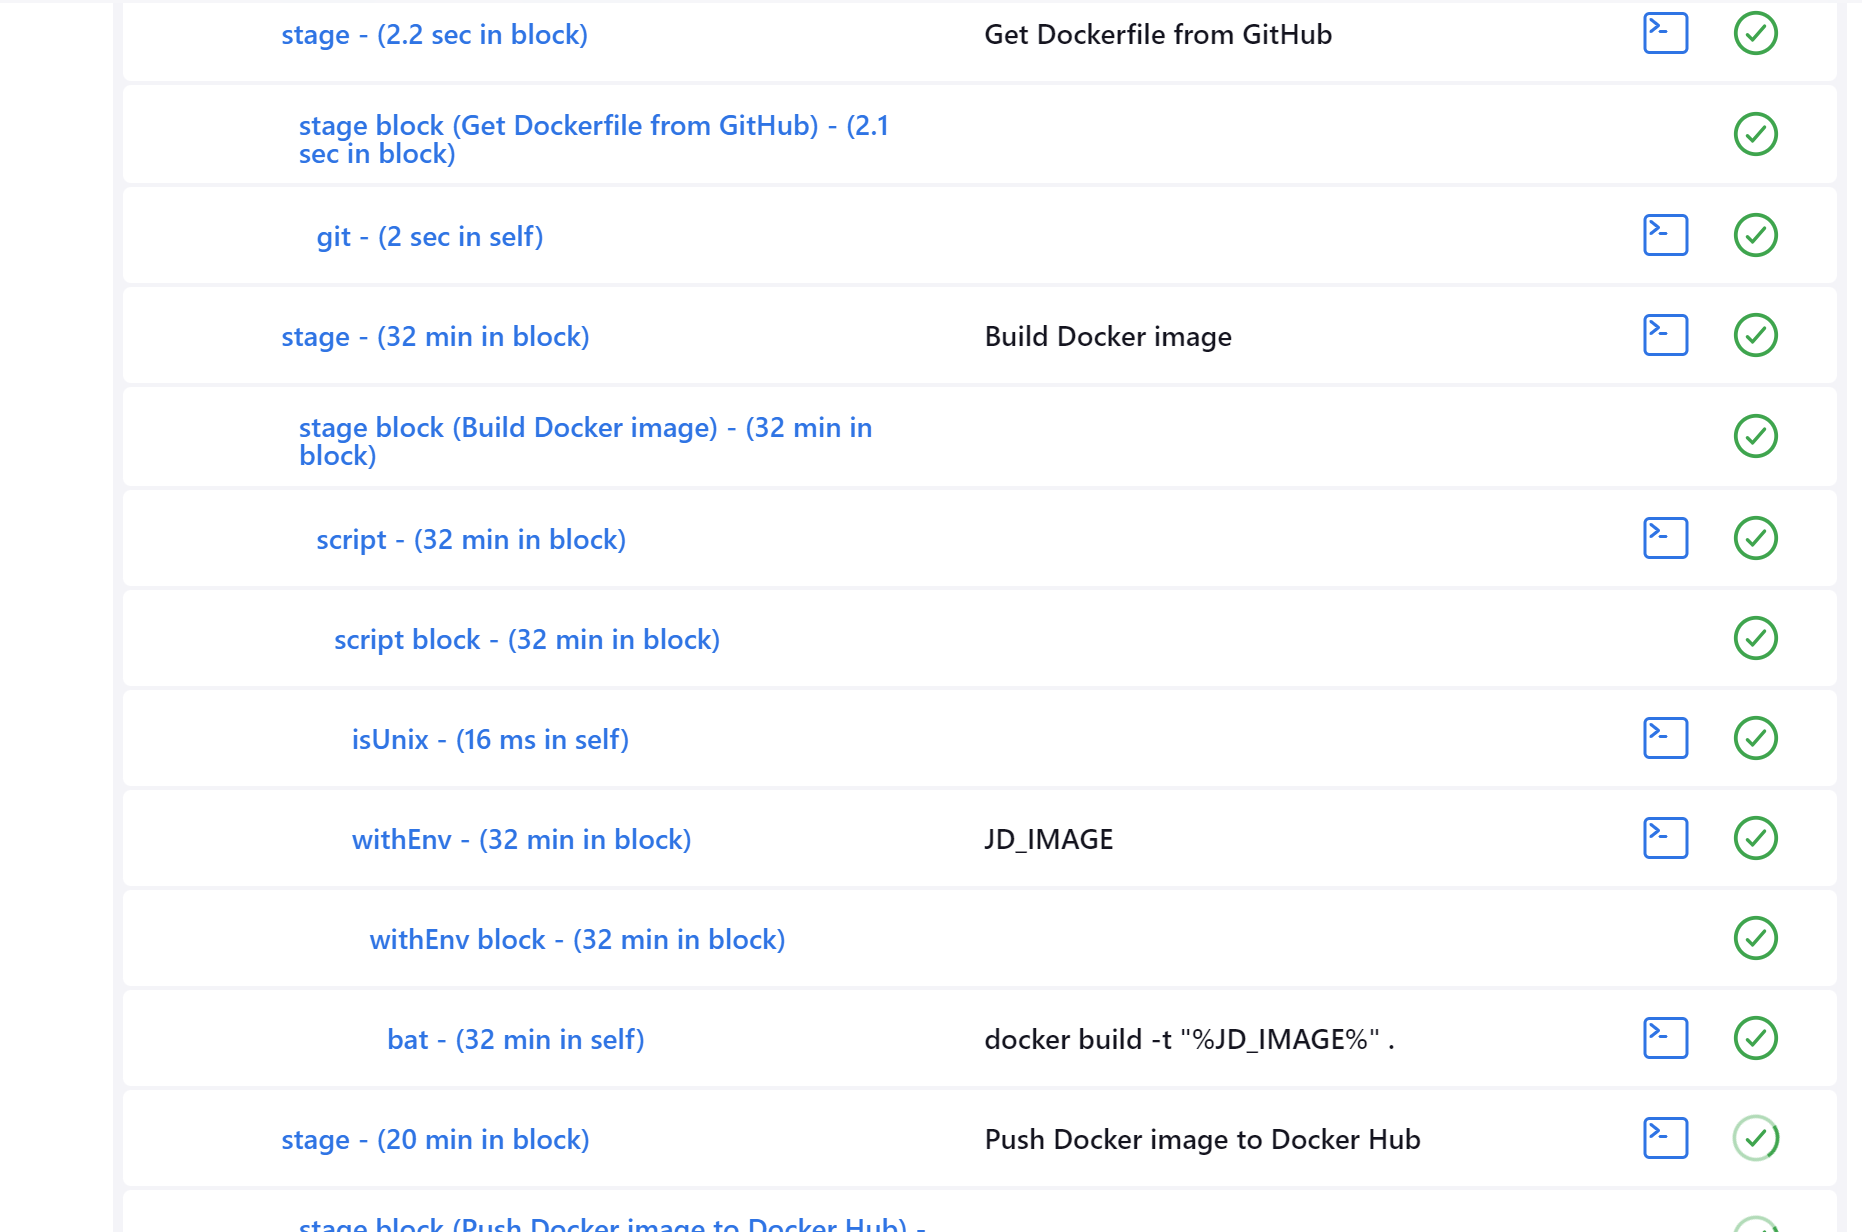 stage - (2.2 sec in block) Get Dockerfile from GitHub
stage block (Get Dockerfile from GitHub) - (2.1
sec in block)
git - (2 sec in self)
stage - (32 min in block) Build Docker image
stage block (Build Docker image) - (32 min in
block)
script - (32 min in block)
script block - (32 min in block)
isUnix - (16 ms in self)
withEnv - (32 min in block) JD_IMAGE
withEnv block - (32 min in block)
bat - (32 min in self) docker build -t "%JD_IMAGE%" .
stage - (20 min in block) Push Docker image to Docker Hub
stage block (Push Docker image to Docker Hub) -